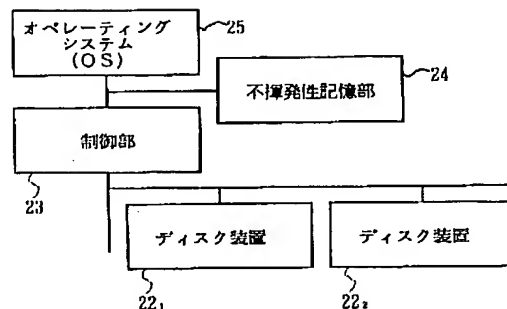 オペレーティング
システム
(OS)
25
不揮発性記憶部
24
制御部
23
ディスク装置
22₁
ディスク装置
22₂